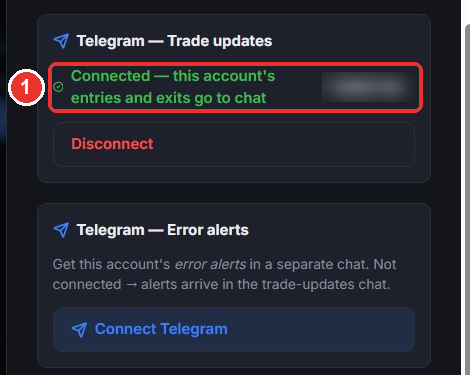 Telegram — Trade updates
1
Connected — this account's
entries and exits go to chat
Disconnect
Telegram — Error alerts
Get this account's error alerts in a separate chat. Not
connected → alerts arrive in the trade-updates chat.
Connect Telegram